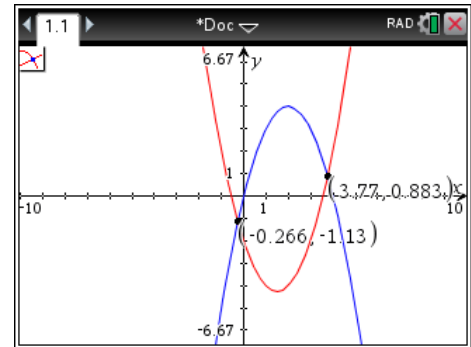 1.1 *Doc RAD
6.67 y
1
(3.77, 0.883) x
-10 1 10
(-0.266, -1.13 )
-6.67